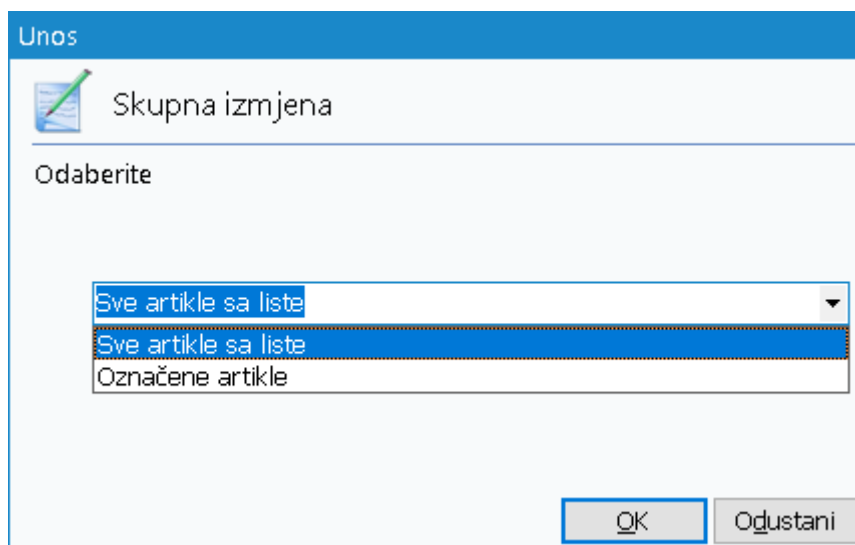 Unos
Skupna izmjena
Odaberite
Sve artikle sa liste
Sve artikle sa liste
Označene artikle
OK Odustani